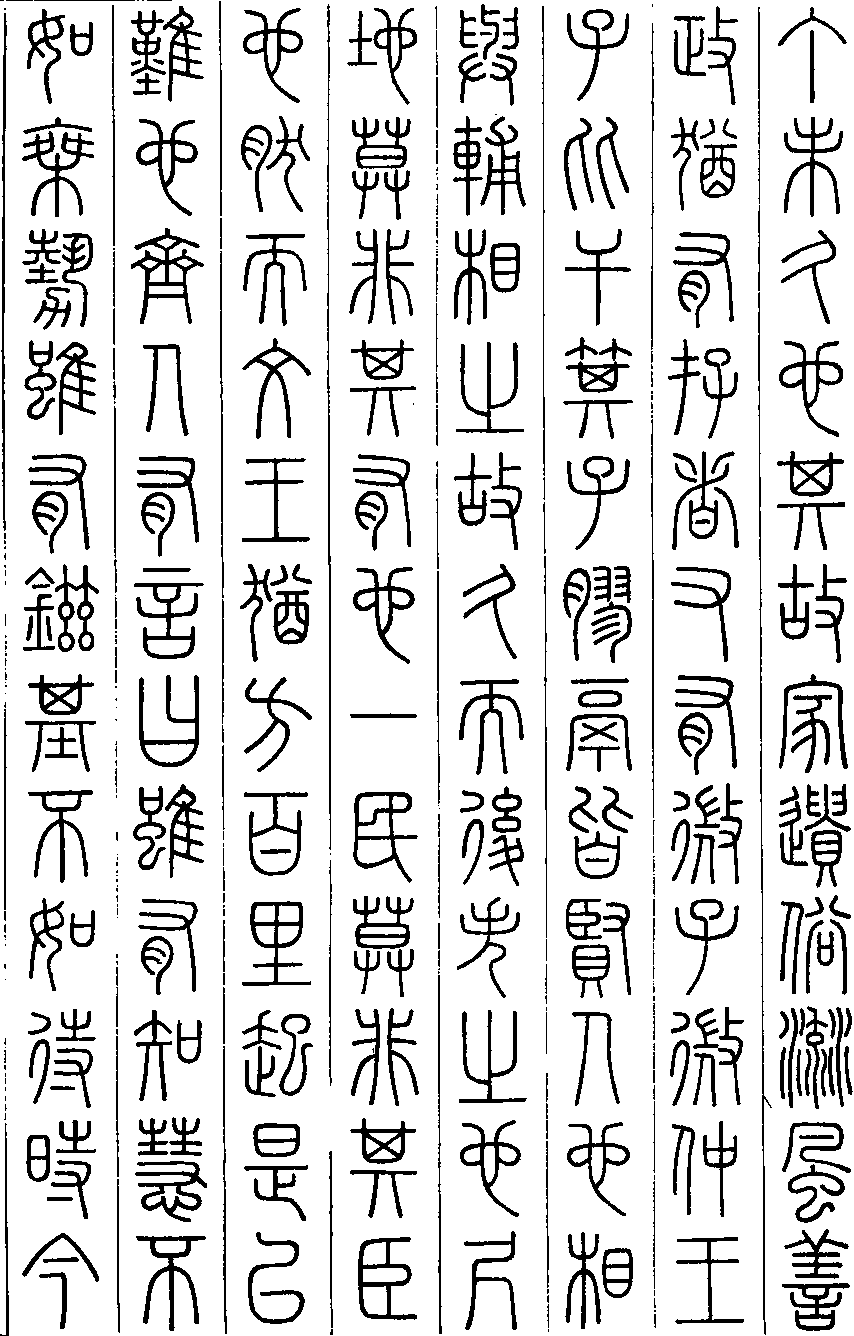 丁未久也其故家遺俗流風善
政猶有存者又有微子微仲王
子比干箕子膠鬲皆賢人也相
與輔相之故久而後失之也尺
地莫非其有也一民莫非其臣
也然而文王猶方百里起是以
難也齊人有言曰雖有知慧不
如乘勢雖有鎡基不如待時今